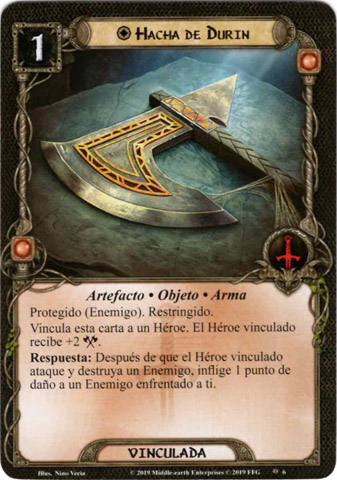 1
Hacha de Durin
Artefacto • Objeto • Arma
Protegido (Enemigo). Restringido.
Vincula esta carta a un Héroe. El Héroe vinculado
recibe +2.
Respuesta: Después de que el Héroe vinculado
ataque y destruya un Enemigo, inflige 1 punto de
daño a un Enemigo enfrentado a ti.
VINCULADA
Illus. Nino Vecia
© 2019 Middle-earth Enterprises © 2019 FFG
6